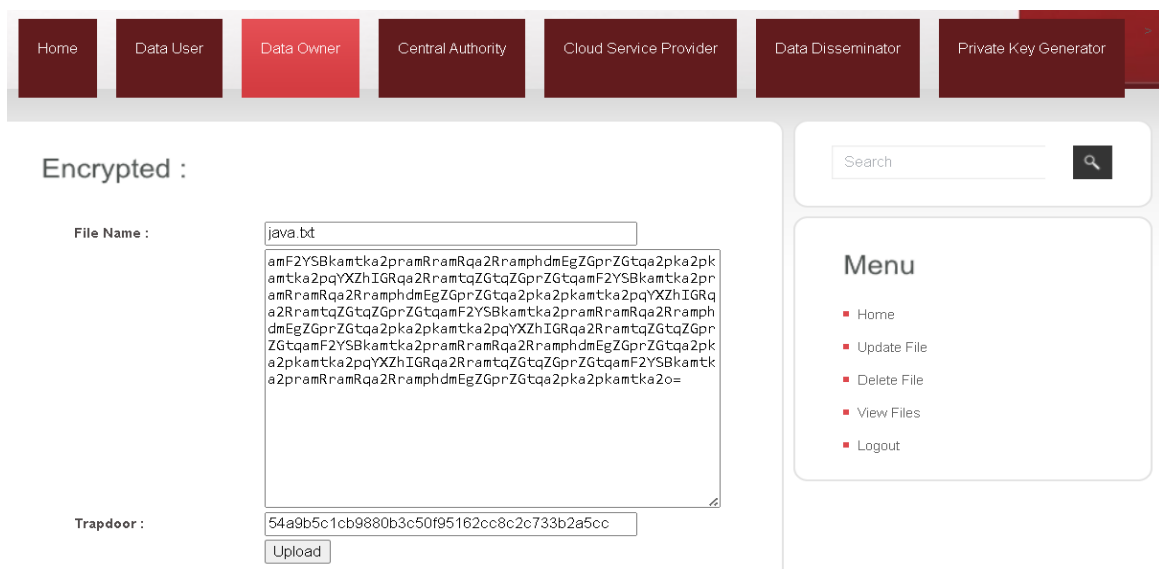 Home Data User Data Owner Central Authority Cloud Service Provider Data Disseminator Private Key Generator >
Encrypted :
File Name : java.txt
amF2YSBkamtka2pramRramRqa2RramphdmEgZGprZGtqa2pka2pk
amtka2pqYXZhIGRqa2RramtqZGtqZGprZGtqamF2YSBkamtka2pr
amRramRqa2RramphdmEgZGprZGtqa2pka2pkamtka2pqYXZhIGRq
a2RramtqZGtqZGprZGtqamF2YSBkamtka2pramRramRqa2Rramph
dmEgZGprZGtqa2pka2pkamtka2pqYXZhIGRqa2RramtqZGtqZGpr
ZGtqamF2YSBkamtka2pramRramRqa2RramphdmEgZGprZGtqa2pk
a2pkamtka2pqYXZhIGRqa2RramtqZGtqZGprZGtqamF2YSBkamtk
a2pramRramRqa2RramphdmEgZGprZGtqa2pka2pkamtka2o=
Trapdoor : 54a9b5c1cb9880b3c50f95162cc8c2c733b2a5cc
Upload
Search
Menu
Home
Update File
Delete File
View Files
Logout